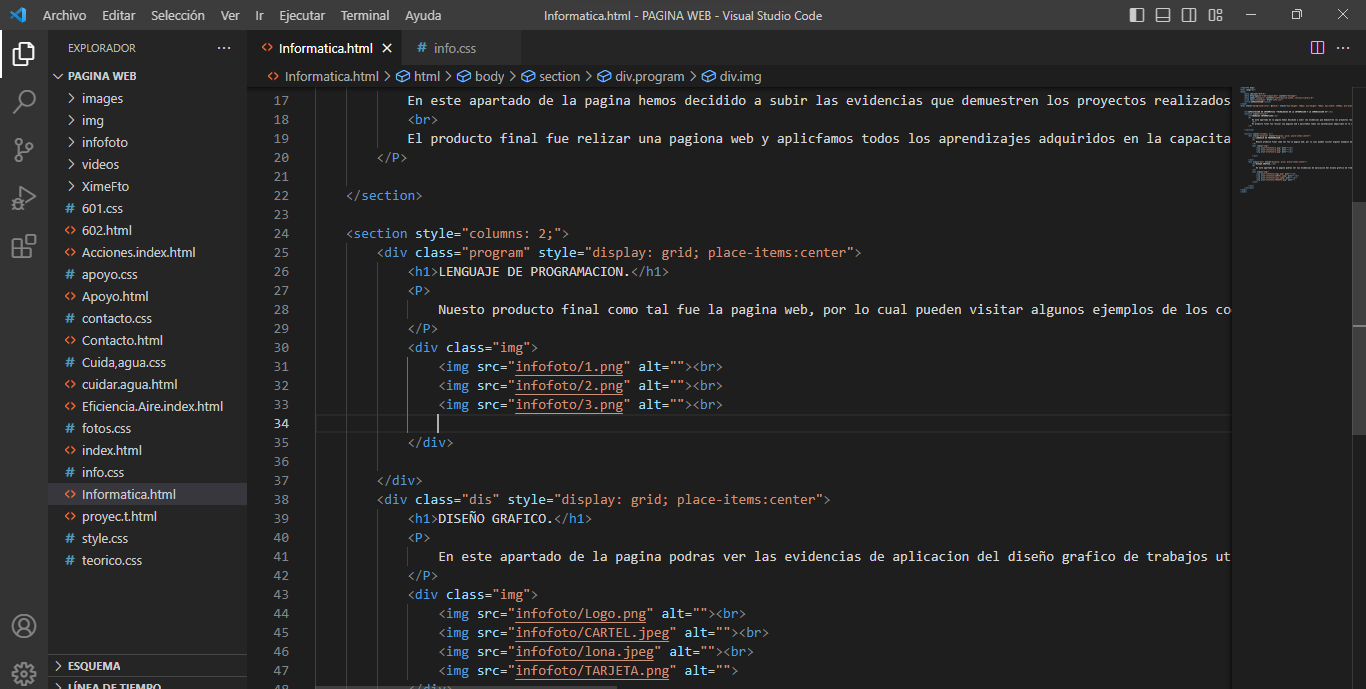 Archivo Editar Selección Ver Ir Ejecutar Terminal Ayuda Informatica.html - PAGINA WEB - Visual Studio Code
EXPLORADOR
PAGINA WEB
images
img
infofoto
videos
XimeFto
601.css
602.html
Acciones.index.html
apoyo.css
Apoyo.html
contacto.css
Contacto.html
Cuida,agua.css
cuidar.agua.html
Eficiencia.Aire.index.html
fotos.css
index.html
info.css
Informatica.html
proyec.t.html
style.css
teorico.css
ESQUEMA
LÍNEA DE TIEMPO
Informatica.html info.css
Informatica.html > html > body > section > div.program > div.img
17 En este apartado de la pagina hemos decidido a subir las evidencias que demuestren los proyectos realizados
18 <br>
19 El producto final fue relizar una pagiona web y aplicfamos todos los aprendizajes adquiridos en la capacita
20 </P>
21
22 </section>
23
24 <section style="columns: 2;">
25 <div class="program" style="display: grid; place-items:center">
26 <h1>LENGUAJE DE PROGRAMACION.</h1>
27 <P>
28 Nuesto producto final como tal fue la pagina web, por lo cual pueden visitar algunos ejemplos de los co
29 </P>
30 <div class="img">
31 <img src="infofoto/1.png" alt=""><br>
32 <img src="infofoto/2.png" alt=""><br>
33 <img src="infofoto/3.png" alt=""><br>
34
35 </div>
36
37 </div>
38 <div class="dis" style="display: grid; place-items:center">
39 <h1>DISEÑO GRAFICO.</h1>
40 <P>
41 En este apartado de la pagina podras ver las evidencias de aplicacion del diseño grafico de trabajos ut
42 </P>
43 <div class="img">
44 <img src="infofoto/Logo.png" alt=""><br>
45 <img src="infofoto/CARTEL.jpeg" alt=""><br>
46 <img src="infofoto/lona.jpeg" alt=""><br>
47 <img src="infofoto/TARJETA.png" alt="">
48 </div>